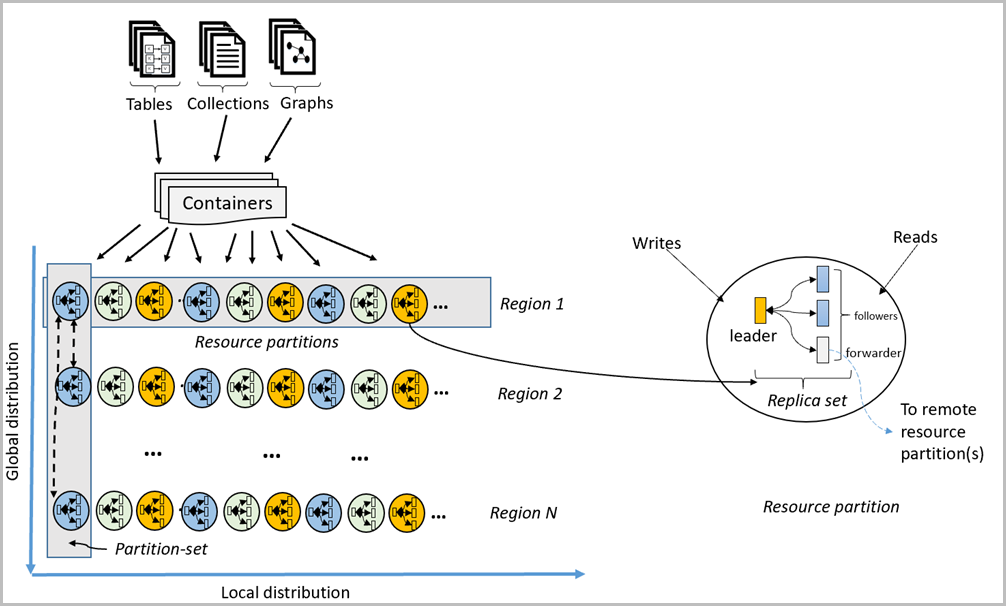 Tables
Collections
Graphs
Containers
Writes
Reads
Region 1
Resource partitions
leader
followers
forwarder
Replica set
Global distribution
Region 2
To remote
resource
partition(s)
...
...
...
Region N
Resource partition
Partition-set
Local distribution